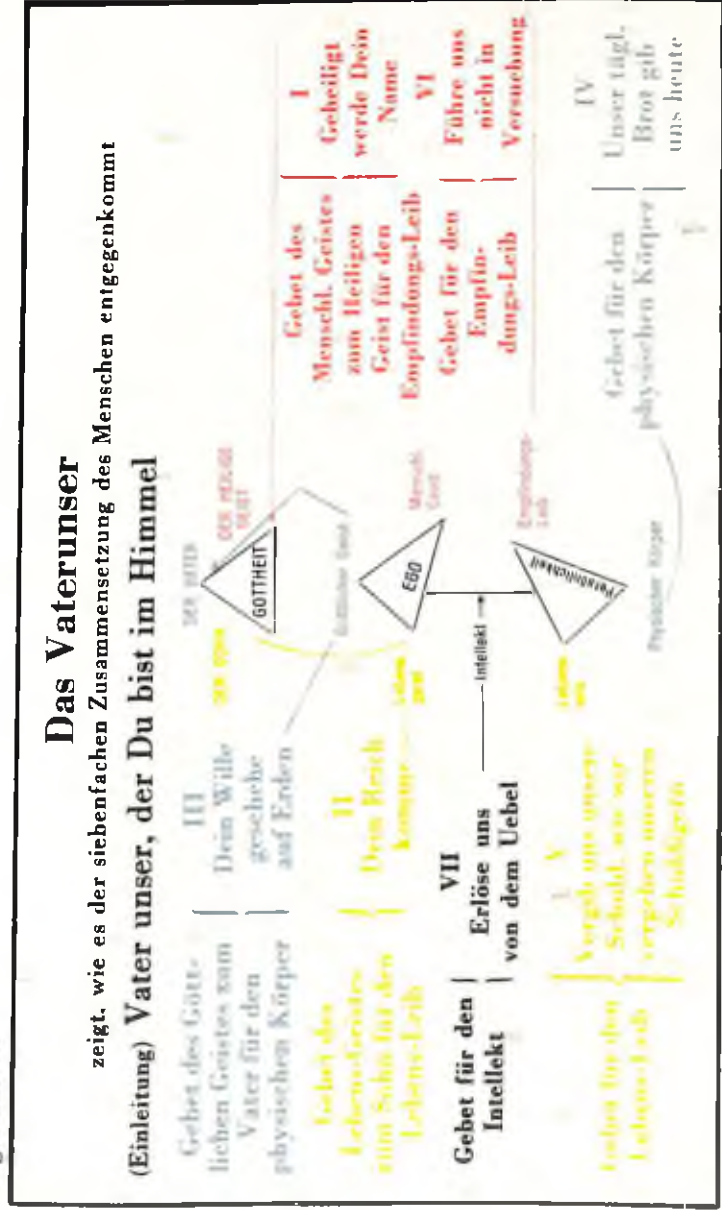 Das Vaterunser
zeigt, wie es der siebenfachen Zusammensetzung des Menschen entgegenkommt
(Einleitung) Vater unser, der Du bist im Himmel
Gebet des Gött-
lichen Geistes zum
Vater für den
physischen Körper
III
Dein Wille
geschehe
auf Erden
DER VATER
DER SOHN
DER HEILIGE
GEIST
GOTTHEIT
Gebet des
Menschl. Geistes
zum Heiligen
Geist für den
Empfindungs-Leib
I
Geheiligt
werde Dein
Name
Gebet des
Lebens-Geistes
zum Sohn für den
Lebens-Leib
II
Dein Reich
komme
Göttlicher Geist
Lebens
geist
EGO
Menschl.
Geist
Gebet für den
Empfin-
dungs-Leib
VI
Führe uns
nicht in
Versuchung
Gebet für den
Intellekt
VII
Erlöse uns
von dem Uebel
Intellekt
Empfindungs-
Leib
Persönlichkeit
Physischer Körper
Gebet für den
Lebens-Leib
V
Vergib uns unsere
Schuld, wie wir
vergeben unseren
Schuldigern
Gebet für den
physischen Körper
IV
Unser tägl.
Brot gib
uns heute